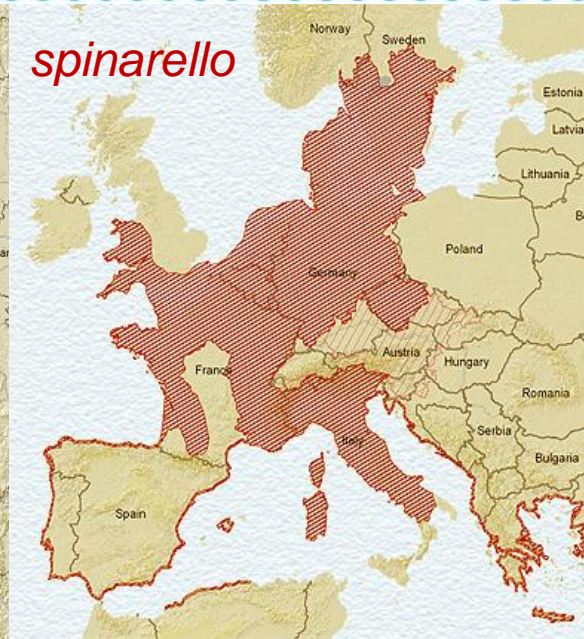 spinarello
Norway
Sweden
Estonia
Latvia
Lithuania
Poland
Germany
France
Austria
Hungary
Romania
Italy
Serbia
Bulgaria
Spain